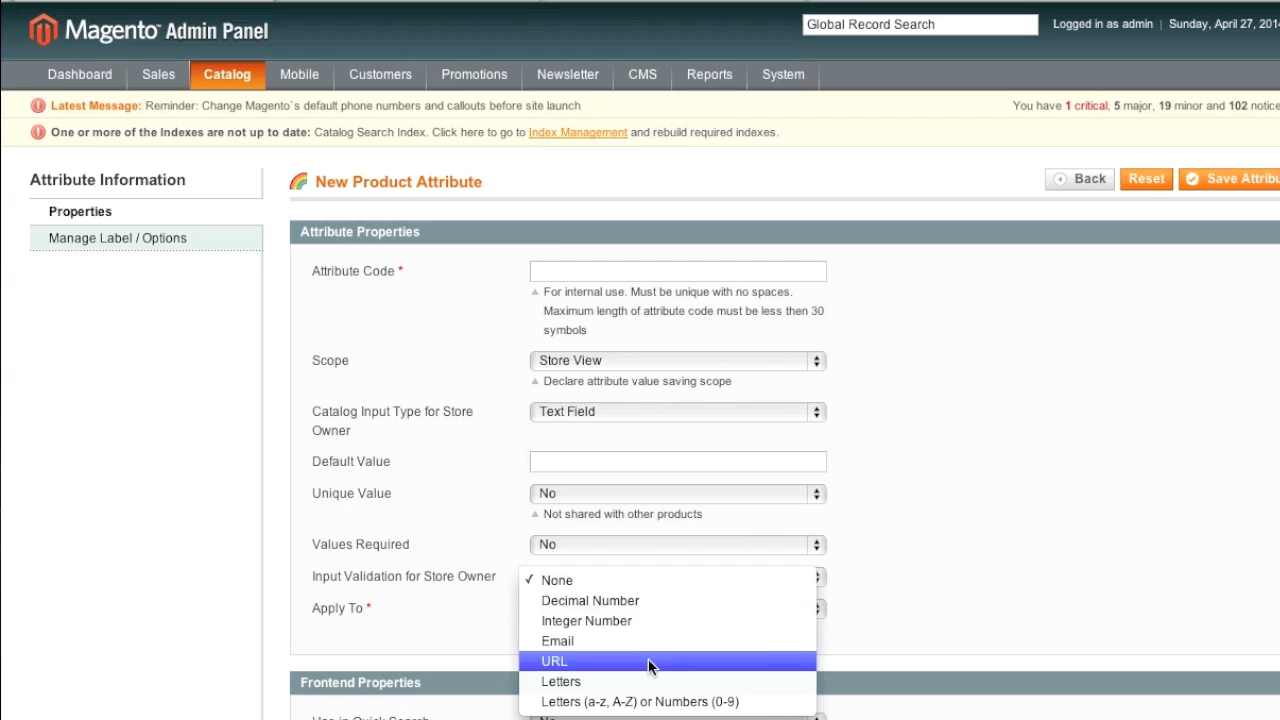 Magento™ Admin Panel
Global Record Search
Logged in as admin | Sunday, April 27, 201
Dashboard Sales Catalog Mobile Customers Promotions Newsletter CMS Reports System
Latest Message: Reminder: Change Magento`s default phone numbers and callouts before site launch
You have 1 critical, 5 major, 19 minor and 102 notice
One or more of the Indexes are not up to date: Catalog Search Index. Click here to go to Index Management and rebuild required indexes.
Attribute Information
Properties
Manage Label / Options
New Product Attribute
Back Reset Save Attribu
Attribute Properties
Attribute Code *
For internal use. Must be unique with no spaces.
Maximum length of attribute code must be less then 30
symbols
Scope Store View
Declare attribute value saving scope
Catalog Input Type for Store
Owner
Text Field
Default Value
Unique Value No
Not shared with other products
Values Required No
Input Validation for Store Owner
Apply To *
✓ None
Decimal Number
Integer Number
Email
URL
Letters
Letters (a-z, A-Z) or Numbers (0-9)
Frontend Properties
Use in Quick Search
No